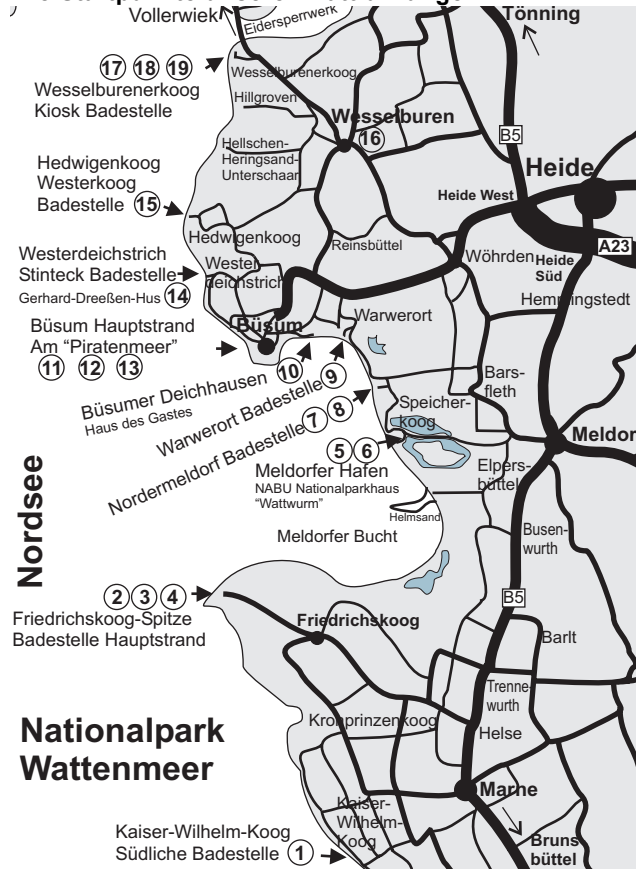 Vollerwiek
Eidersperrwerk
Tönning
17 18 19
Wesselburenerkoog
Kiosk Badestelle
Wesselburenerkoog
Hillgroven
Wesselburen
16
B5
Hellschen-
Heringsand-
Unterschaar
Heide
Hedwigenkoog
Westerkoog
Badestelle 15
Heide West
Hedwigenkoog
Reinsbüttel
A23
Wöhrden
Heide
Süd
Westerdeichstrich
Stinteck Badestelle
Gerhard-Dreeßen-Hus 14
Wester-
deichstrich
Hemmingstedt
Büsum Hauptstrand
Am “Piratenmeer”
11 12 13
Büsum
Warwerort
Büsumer Deichhausen 10
Haus des Gastes
Warwerort Badestelle 9
Nordermeldorf Badestelle 7 8
Bars-
fleth
Speicher-
koog
5 6
Meldorfer Hafen
NABU Nationalparkhaus
“Wattwurm”
Meldor
Elpers-
büttel
Helmsand
Meldorfer Bucht
Nordsee
Busen-
wurth
B5
2 3 4
Friedrichskoog-Spitze
Badestelle Hauptstrand
Friedrichskoog
Barlt
Trenne-
wurth
Kronprinzenkoog
Helse
Nationalpark
Wattenmeer
Marne
Kaiser-
Wilhelm-
Koog
Kaiser-Wilhelm-Koog
Südliche Badestelle 1
Bruns
büttel